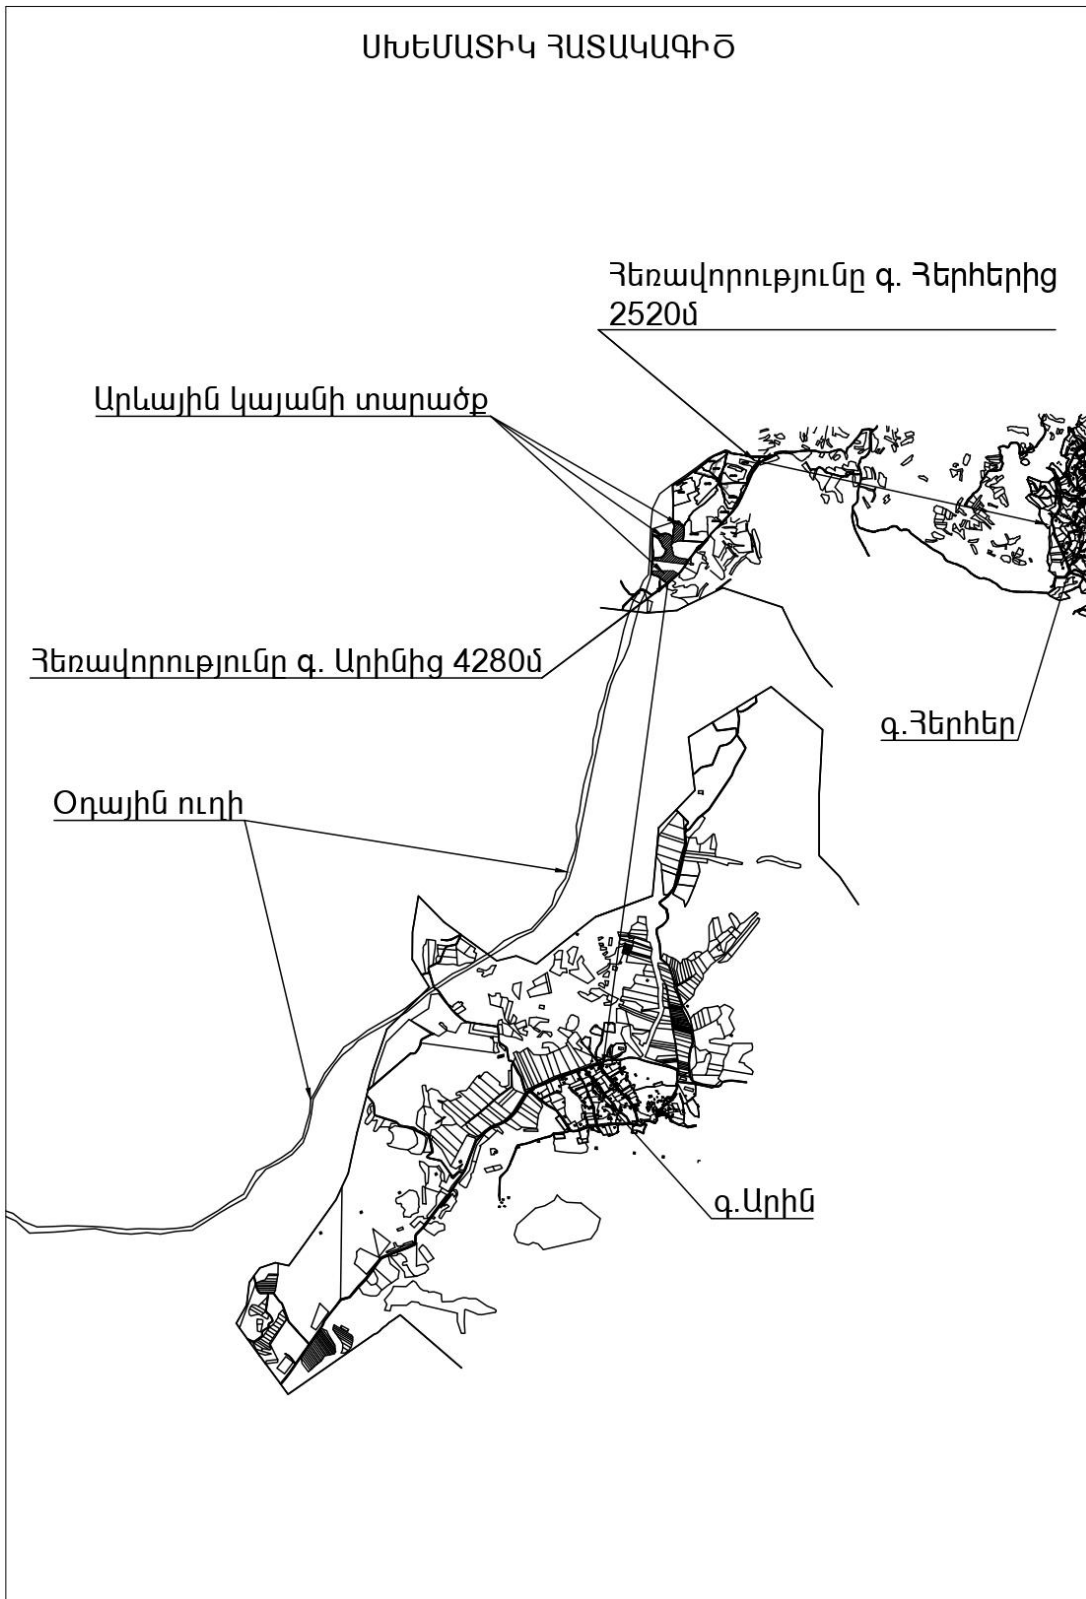 ՍԽԵՄԱՏԻԿ ՀԱՏԱԿԱԳԻԾ
Հեռավորությունը գ. Հերհերից
2520մ
Արևային կայանի տարածք
Հեռավորությունը գ. Արինից 4280մ
գ.Հերհեր
Օդային ուղի
գ.Արին